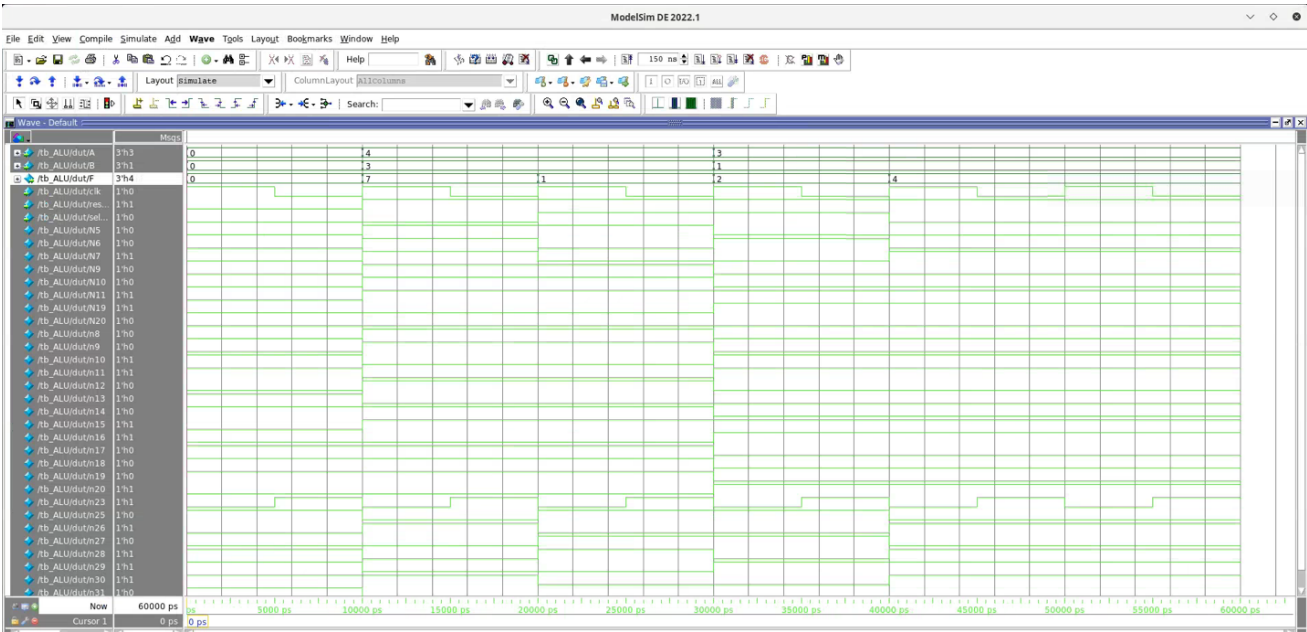 ModelSim DE 2022.1
File Edit View Compile Simulate Add Wave Tools Layout Bookmarks Window Help
Help 150 ns
Layout Simulate ColumnLayout AllColumns
Search:
Wave - Default
Msgs
/tb_ALU/dut/A 3'h3 0 4 3
/tb_ALU/dut/B 3'h1 0 3 1
/tb_ALU/dut/F 3'h4 0 7 1 2 4
/tb_ALU/dut/clk 1'h0
/tb_ALU/dut/res... 1'h1
/tb_ALU/dut/sel... 1'h0
/tb_ALU/dut/N5 1'h0
/tb_ALU/dut/N6 1'h0
/tb_ALU/dut/N7 1'h1
/tb_ALU/dut/N9 1'h0
/tb_ALU/dut/N10 1'h0
/tb_ALU/dut/N11 1'h1
/tb_ALU/dut/N19 1'h1
/tb_ALU/dut/N20 1'h0
/tb_ALU/dut/n8 1'h0
/tb_ALU/dut/n9 1'h0
/tb_ALU/dut/n10 1'h1
/tb_ALU/dut/n11 1'h1
/tb_ALU/dut/n12 1'h0
/tb_ALU/dut/n13 1'h0
/tb_ALU/dut/n14 1'h0
/tb_ALU/dut/n15 1'h1
/tb_ALU/dut/n16 1'h1
/tb_ALU/dut/n17 1'h0
/tb_ALU/dut/n18 1'h0
/tb_ALU/dut/n19 1'h0
/tb_ALU/dut/n20 1'h1
/tb_ALU/dut/n23 1'h1
/tb_ALU/dut/n25 1'h0
/tb_ALU/dut/n26 1'h1
/tb_ALU/dut/n27 1'h0
/tb_ALU/dut/n28 1'h1
/tb_ALU/dut/n29 1'h1
/tb_ALU/dut/n30 1'h1
/tb_ALU/dut/n31 1'h0
Now 60000 ps ps 5000 ps 10000 ps 15000 ps 20000 ps 25000 ps 30000 ps 35000 ps 40000 ps 45000 ps 50000 ps 55000 ps 60000 ps
Cursor 1 0 ps 0 ps